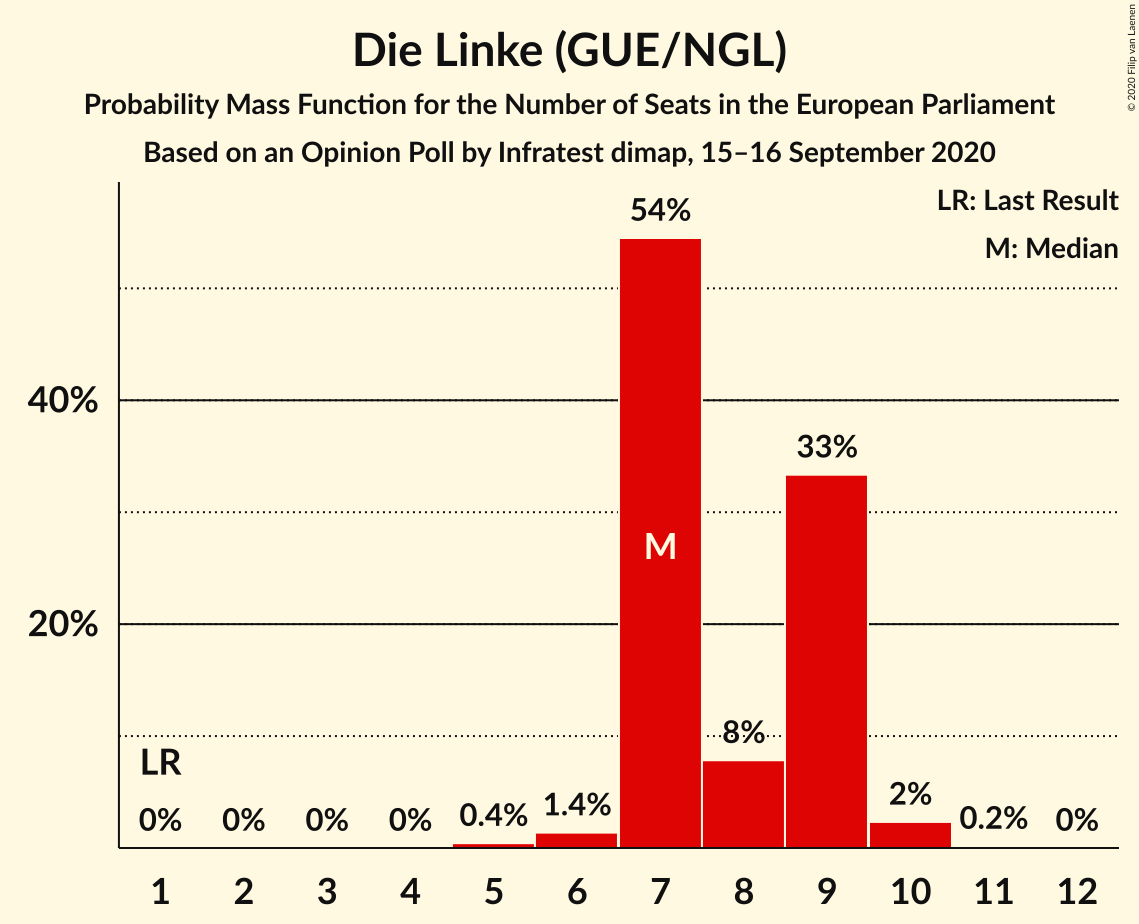 Die Linke (GUE/NGL)
Probability Mass Function for the Number of Seats in the European Parliament
Based on an Opinion Poll by Infratest dimap, 15–16 September 2020
© 2020 Filip van Laenen
LR: Last Result
M: Median
54%
40%
33%
M
20%
8%
LR
0% 0% 0% 0% 0.4% 1.4% 2% 0.2% 0%
1 2 3 4 5 6 7 8 9 10 11 12